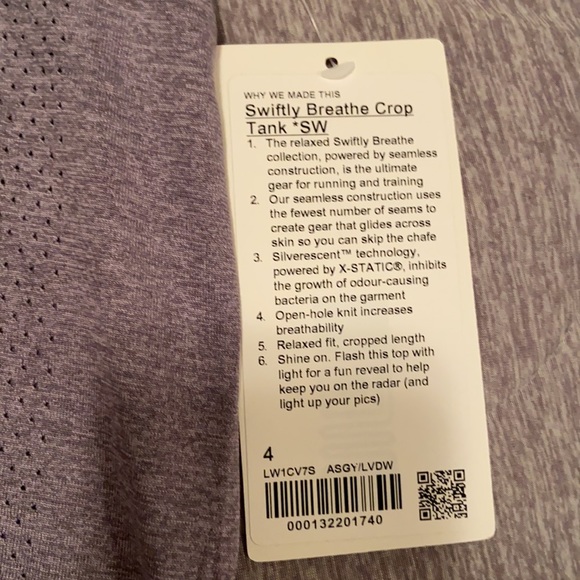 WHY WE MADE THIS
Swiftly Breathe Crop
Tank *SW
1. The relaxed Swiftly Breathe
collection, powered by seamless
construction, is the ultimate
gear for running and training
2. Our seamless construction uses
the fewest number of seams to
create gear that glides across
skin so you can skip the chafe
3. Silverescent™ technology,
powered by X-STATIC®, inhibits
the growth of odour-causing
bacteria on the garment
4. Open-hole knit increases
breathability
5. Relaxed fit, cropped length
6. Shine on. Flash this top with
light for a fun reveal to help
keep you on the radar (and
light up your pics)
4
LW1CV7S ASGY/LVDW
000132201740